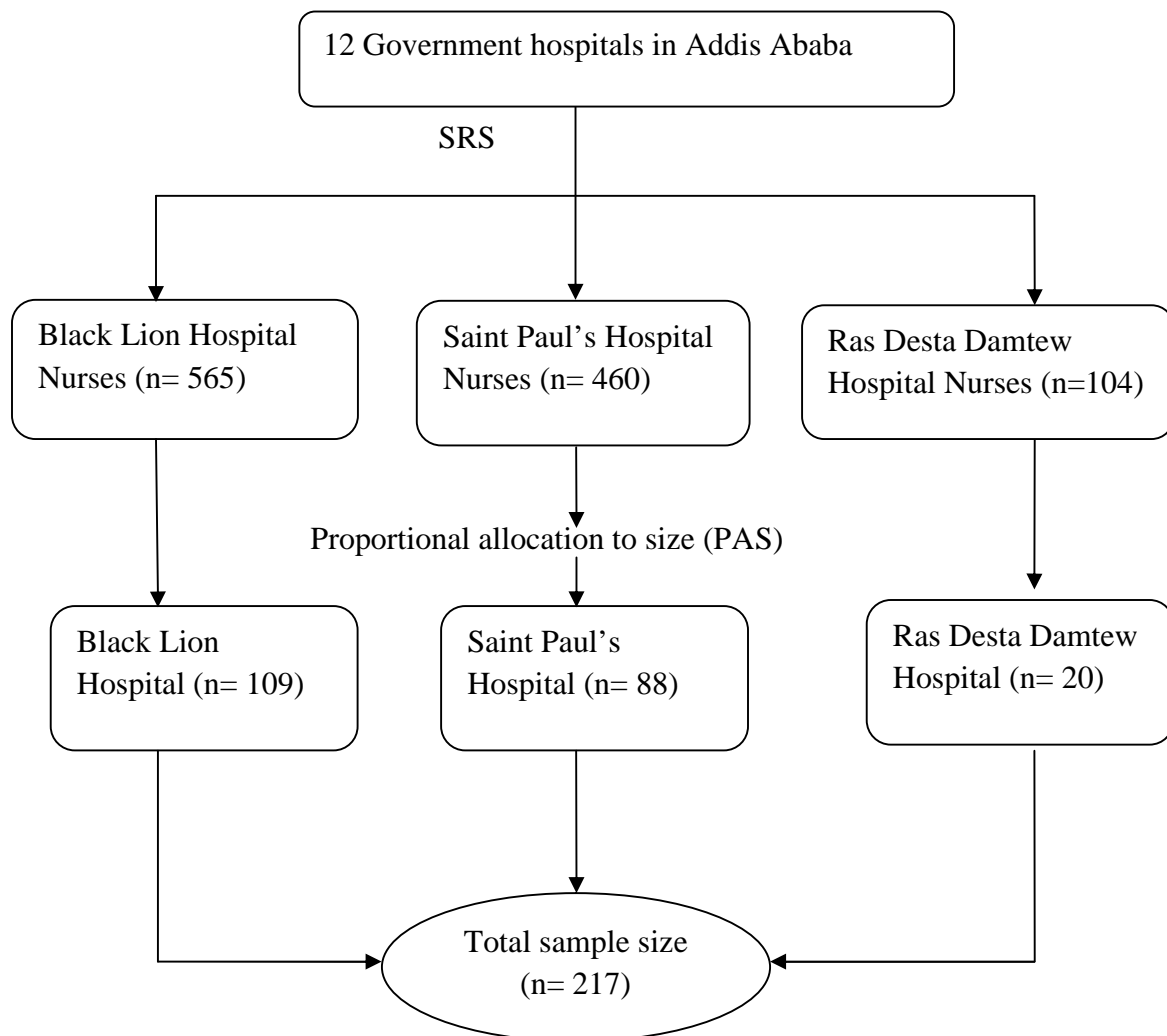 12 Government hospitals in Addis Ababa
SRS
Black Lion Hospital
Nurses (n= 565)
Saint Paul’s Hospital
Nurses (n= 460)
Ras Desta Damtew
Hospital Nurses (n=104)
Proportional allocation to size (PAS)
Black Lion
Hospital (n= 109)
Saint Paul’s
Hospital (n= 88)
Ras Desta Damtew
Hospital (n= 20)
Total sample size
(n= 217)